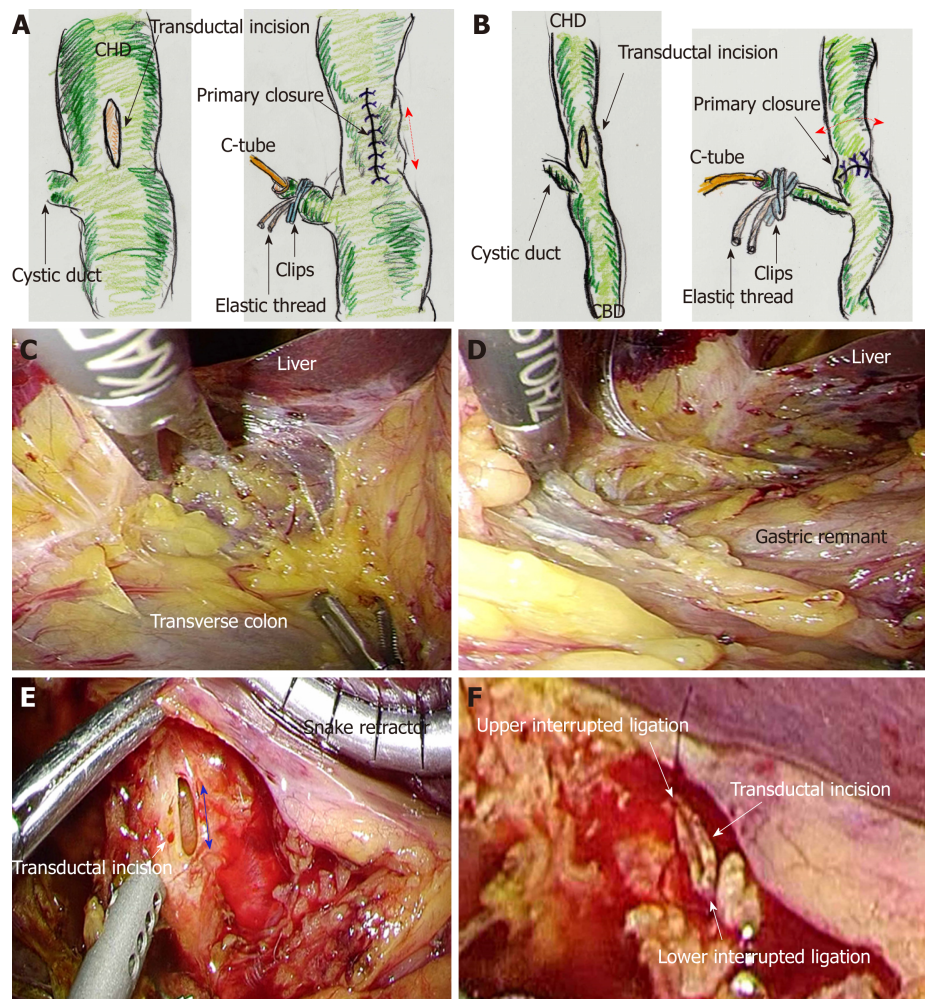 A
CHD
Transductal incision
Primary closure
C-tube
Cystic duct
Clips
Elastic thread
B
CHD
Transductal incision
Primary closure
C-tube
Cystic duct
Clips
Elastic thread
CBD
C
Liver
Transverse colon
D
Liver
Gastric remnant
E
Snake retractor
Transductal incision
F
Upper interrupted ligation
Transductal incision
Lower interrupted ligation